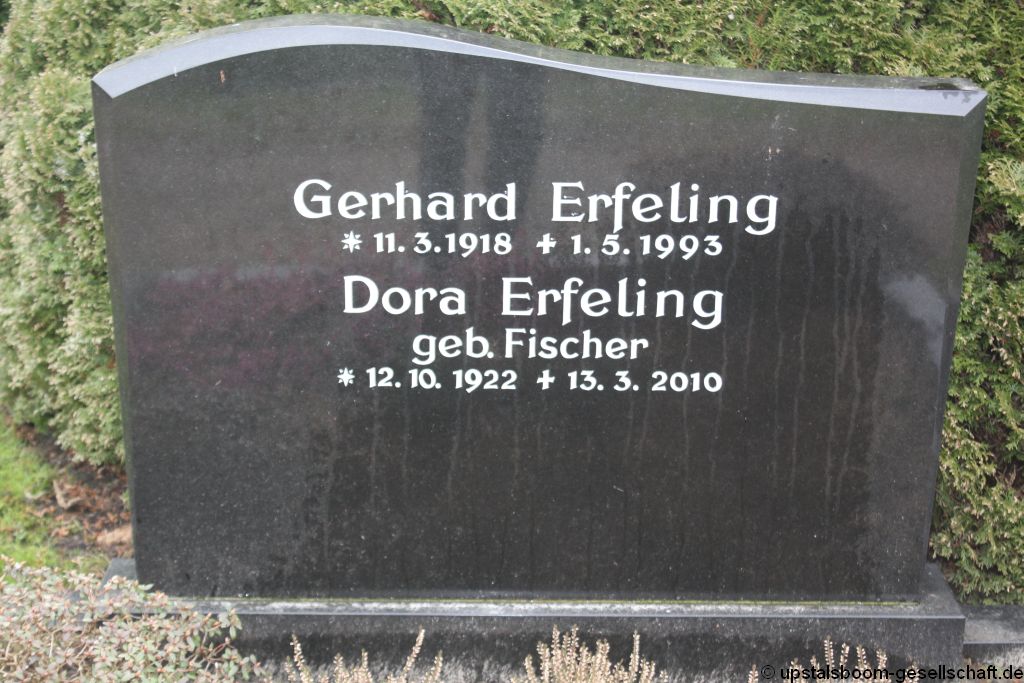 Gerhard Erfeling
* 11. 3. 1918 ✝ 1. 5. 1993
Dora Erfeling
geb. Fischer
* 12. 10. 1922 ✝ 13. 3. 2010
© upstalsboom-gesellschaft.de